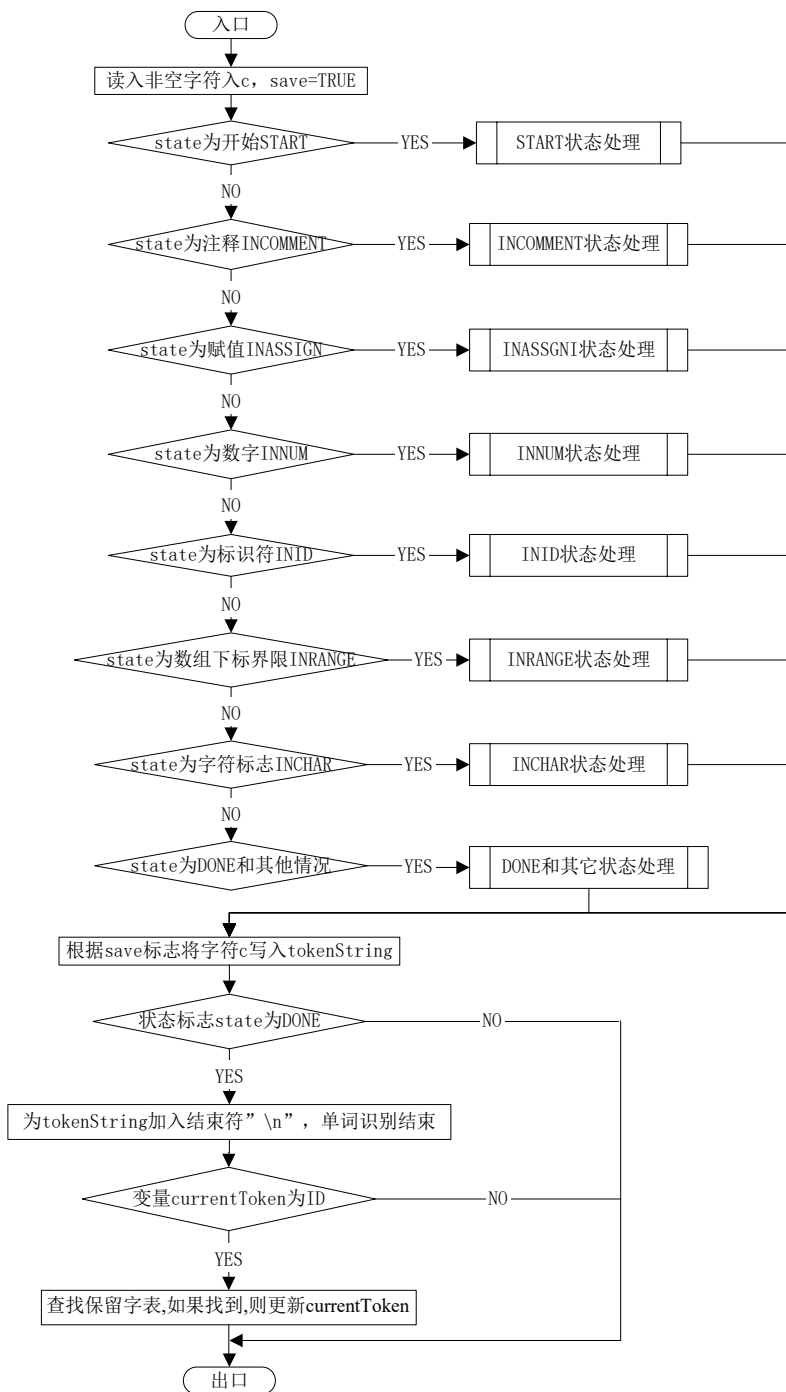 入口
读入非空字符入c，save=TRUE
state为开始START
YES
START状态处理
NO
state为注释INCOMMENT
YES
INCOMMENT状态处理
NO
state为赋值INASSIGN
YES
INASSGNI状态处理
NO
state为数字INNUM
YES
INNUM状态处理
NO
state为标识符INID
YES
INID状态处理
NO
state为数组下标界限INRANGE
YES
INRANGE状态处理
NO
state为字符标志INCHAR
YES
INCHAR状态处理
NO
state为DONE和其他情况
YES
DONE和其它状态处理
根据save标志将字符c写入tokenString
状态标志state为DONE
NO
YES
为tokenString加入结束符”\n”，单词识别结束
变量currentToken为ID
NO
YES
查找保留字表,如果找到,则更新currentToken
出口